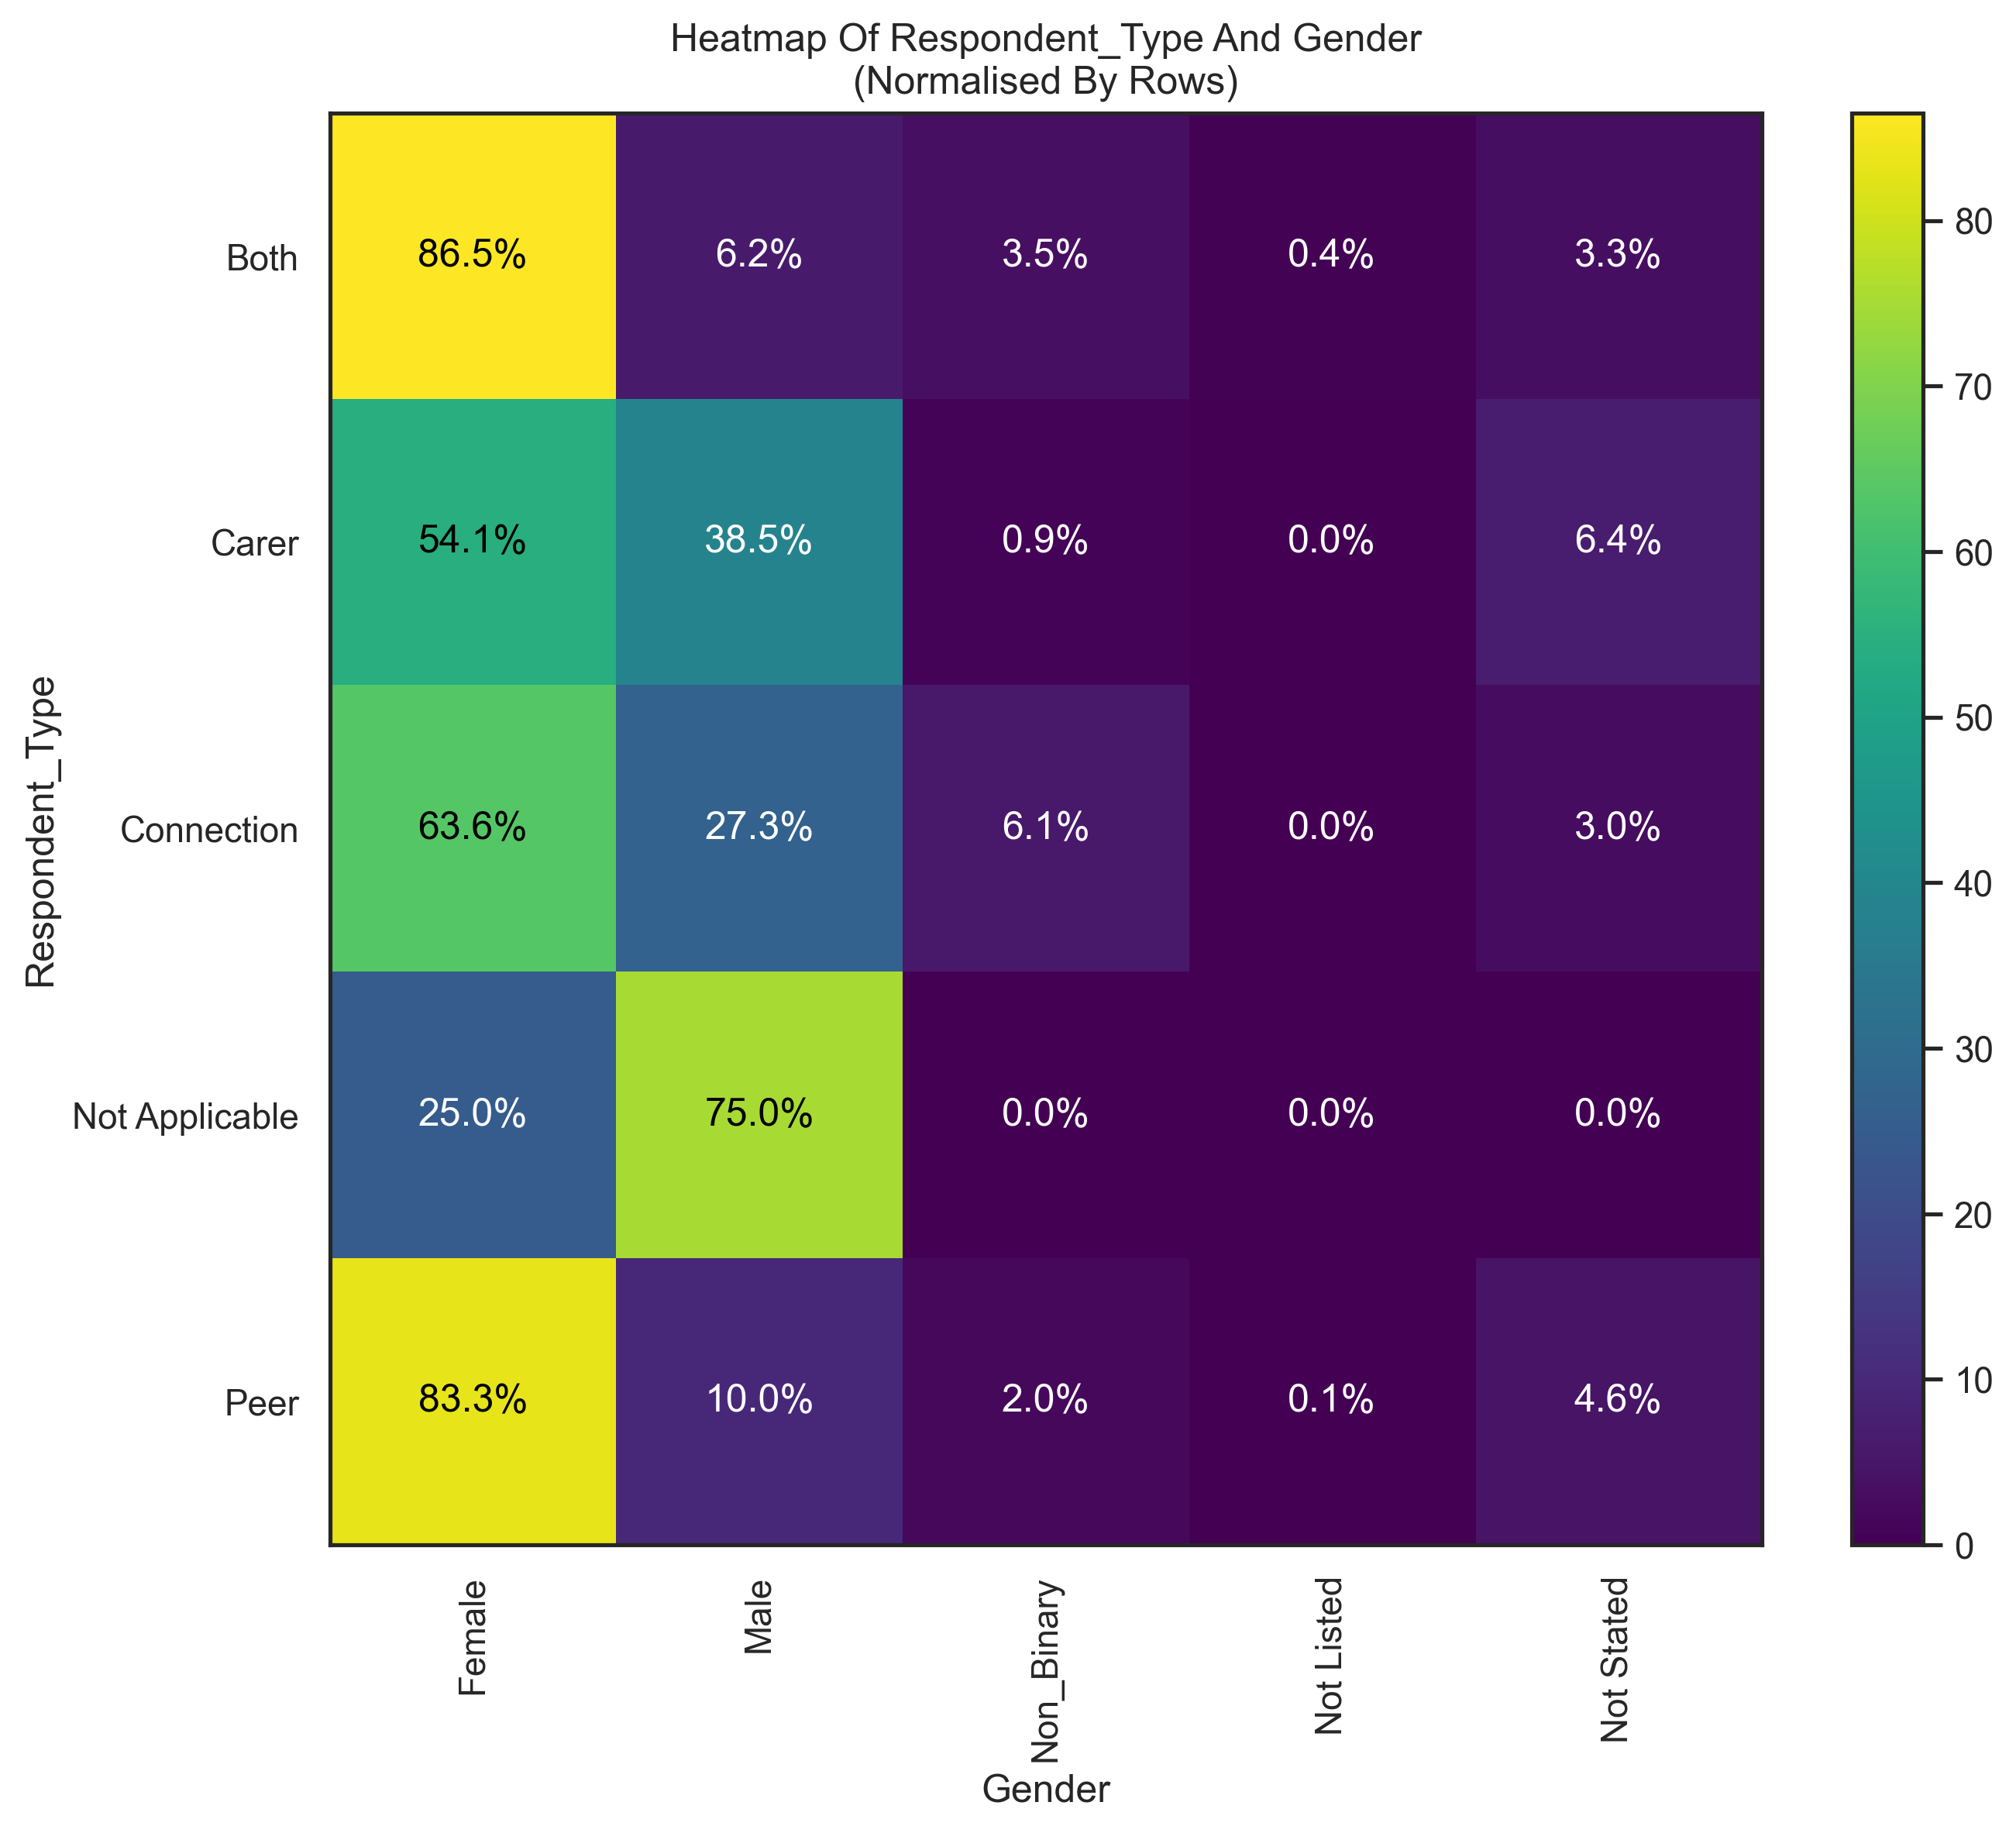 Heatmap Of Respondent_Type And Gender
(Normalised By Rows)
Respondent_Type
Both 86.5% 6.2% 3.5% 0.4% 3.3%
Carer 54.1% 38.5% 0.9% 0.0% 6.4%
Connection 63.6% 27.3% 6.1% 0.0% 3.0%
Not Applicable 25.0% 75.0% 0.0% 0.0% 0.0%
Peer 83.3% 10.0% 2.0% 0.1% 4.6%
Female Male Non_Binary Not Listed Not Stated
Gender
80
70
60
50
40
30
20
10
0